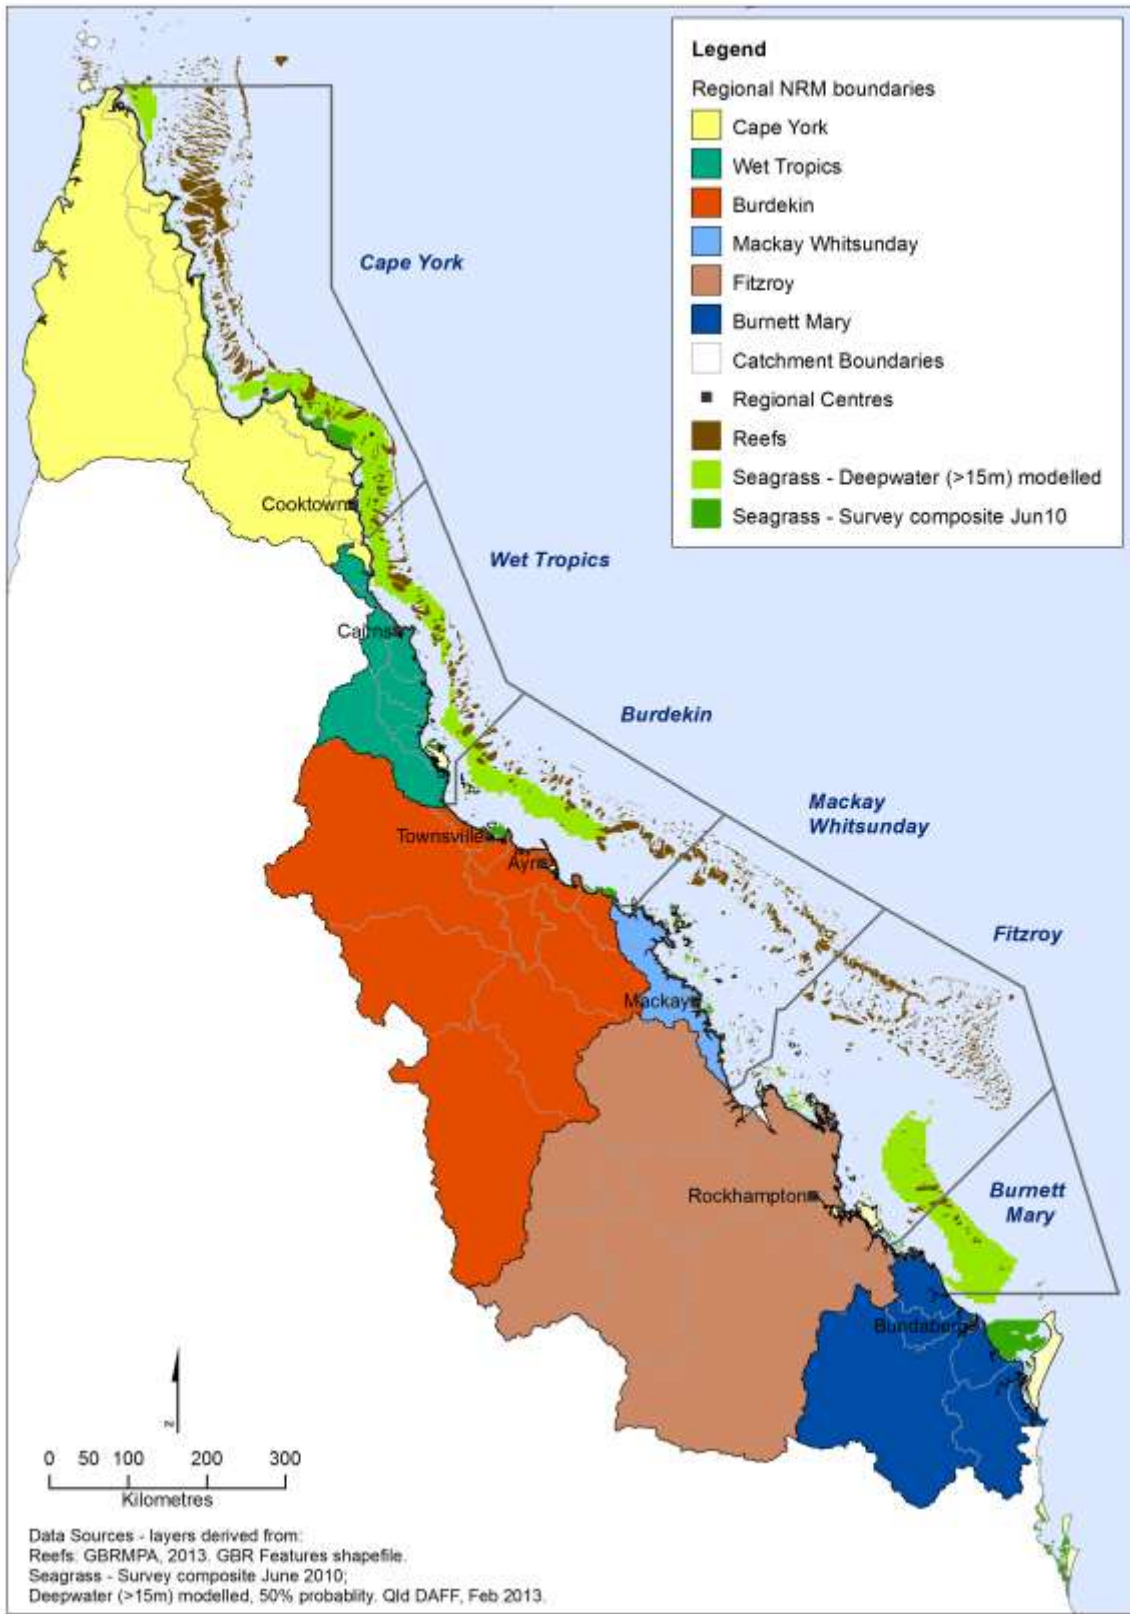 Legend
Regional NRM boundaries
Cape York
Wet Tropics
Burdekin
Mackay Whitsunday
Fitzroy
Burnett Mary
Catchment Boundaries
Regional Centres
Reefs
Seagrass - Deepwater (>15m) modelled
Seagrass - Survey composite Jun10
Cape York
Cooktown
Wet Tropics
Cairns
Burdekin
Mackay
Whitsunday
Townsville
Ayr
Fitzroy
Mackay
Rockhampton
Burnett
Mary
Bundaberg
N
0 50 100 200 300
Kilometres
Data Sources - layers derived from:
Reefs: GBRMPA, 2013. GBR Features shapefile.
Seagrass - Survey composite June 2010;
Deepwater (>15m) modelled, 50% probablity. Qld DAFF, Feb 2013.